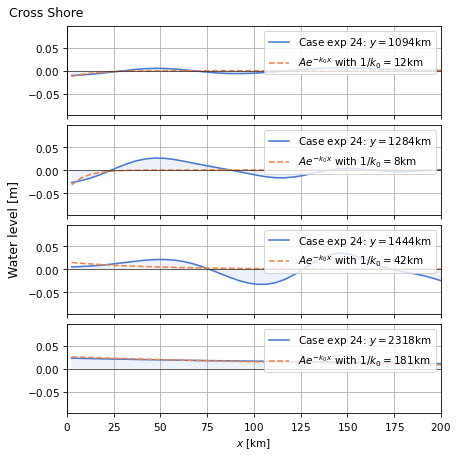 Cross Shore
Water level [m]
0.05
0.00
−0.05
Case exp 24: y = 1094km
Ae^{−k₀x} with 1/k₀ = 12km
0.05
0.00
−0.05
Case exp 24: y = 1284km
Ae^{−k₀x} with 1/k₀ = 8km
0.05
0.00
−0.05
Case exp 24: y = 1444km
Ae^{−k₀x} with 1/k₀ = 42km
0.05
0.00
−0.05
Case exp 24: y = 2318km
Ae^{−k₀x} with 1/k₀ = 181km
0 25 50 75 100 125 150 175 200
x [km]